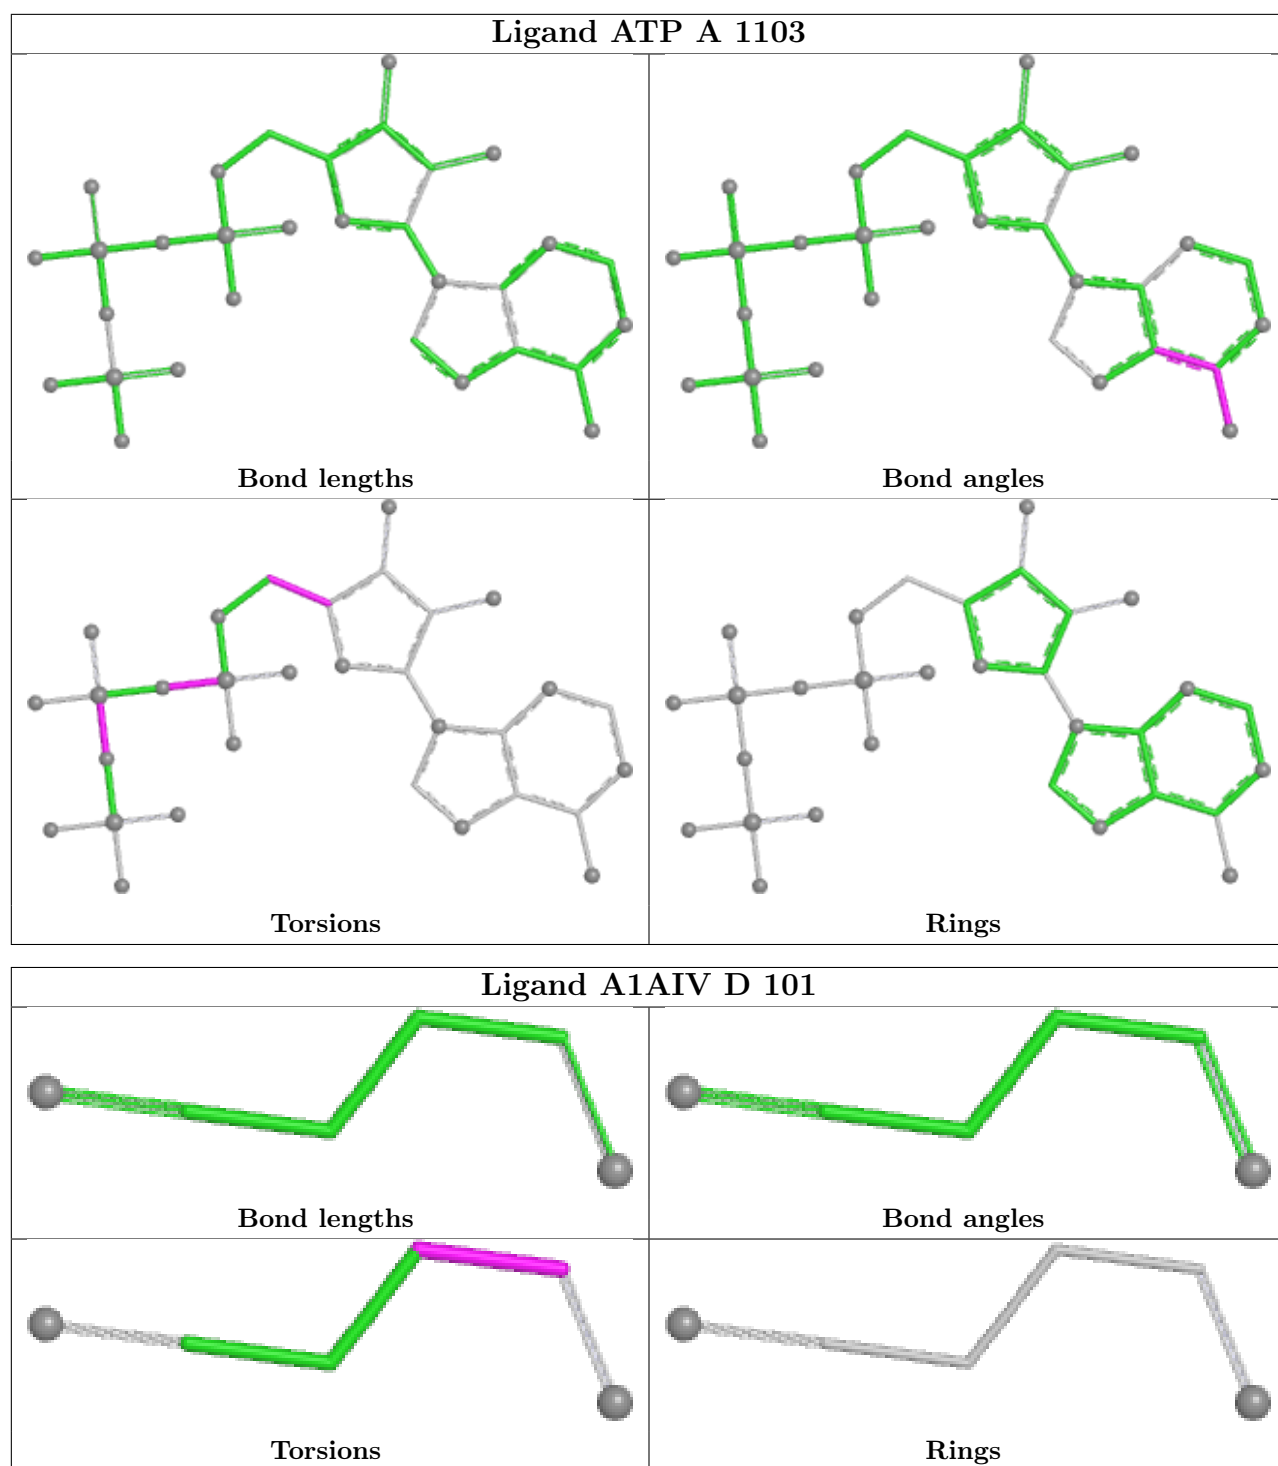 Ligand ATP A 1103
Bond lengths
Bond angles
Torsions
Rings
Ligand A1AIV D 101
Bond lengths
Bond angles
Torsions
Rings